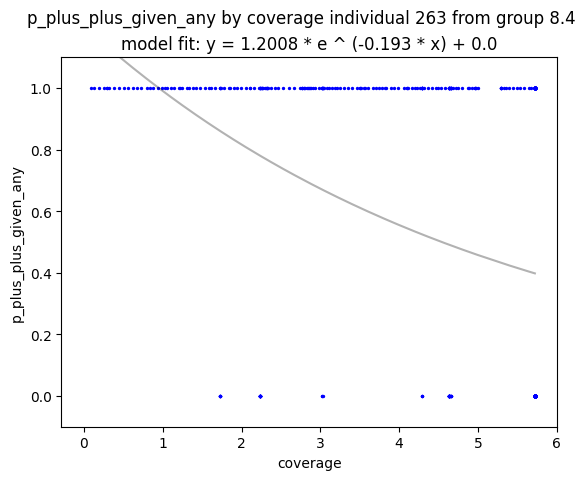 p_plus_plus_given_any by coverage individual 263 from group 8.4
model fit: y = 1.2008 * e ^ (-0.193 * x) + 0.0
p_plus_plus_given_any
1.0
0.8
0.6
0.4
0.2
0.0
0 1 2 3 4 5 6
coverage